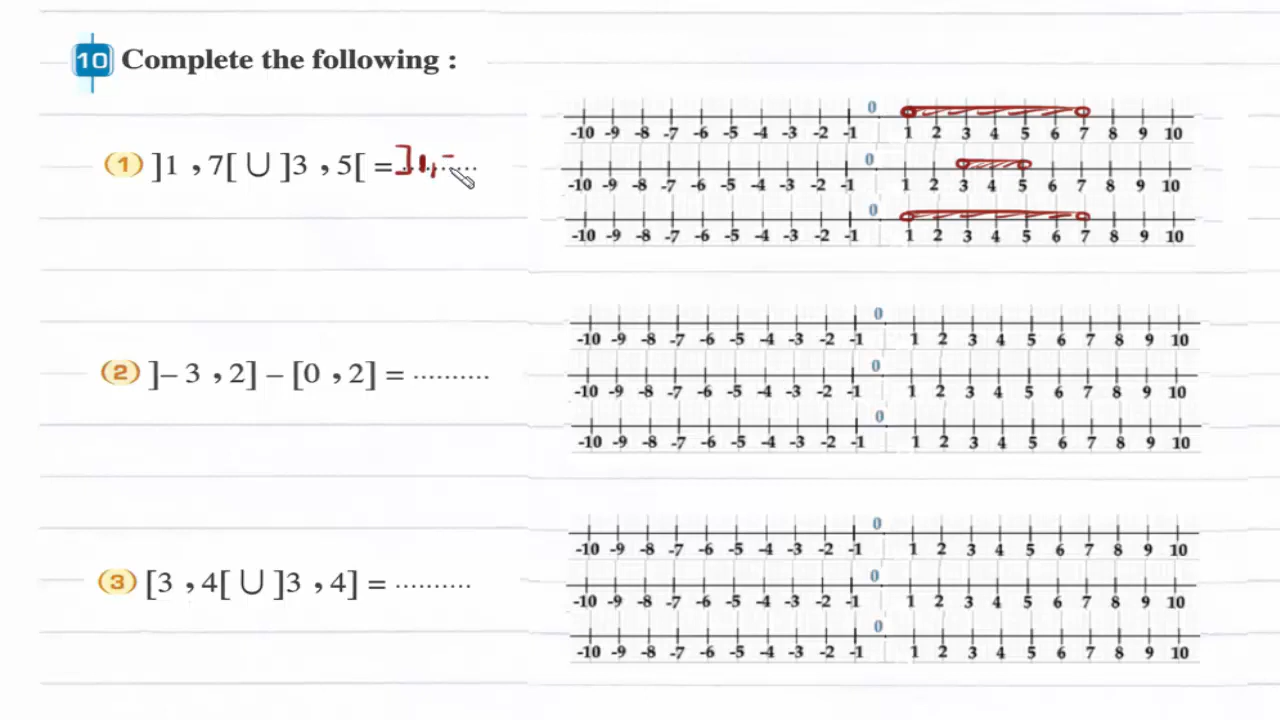 10 Complete the following :
(1) ]1 , 7[ ∪ ]3 , 5[ = ]1,
0
-10 -9 -8 -7 -6 -5 -4 -3 -2 -1 1 2 3 4 5 6 7 8 9 10
0
-10 -9 -8 -7 -6 -5 -4 -3 -2 -1 1 2 3 4 5 6 7 8 9 10
0
-10 -9 -8 -7 -6 -5 -4 -3 -2 -1 1 2 3 4 5 6 7 8 9 10
(2) ]– 3 , 2] – [0 , 2] = ..........
0
-10 -9 -8 -7 -6 -5 -4 -3 -2 -1 1 2 3 4 5 6 7 8 9 10
0
-10 -9 -8 -7 -6 -5 -4 -3 -2 -1 1 2 3 4 5 6 7 8 9 10
0
-10 -9 -8 -7 -6 -5 -4 -3 -2 -1 1 2 3 4 5 6 7 8 9 10
(3) [3 , 4[ ∪ ]3 , 4] = ..........
0
-10 -9 -8 -7 -6 -5 -4 -3 -2 -1 1 2 3 4 5 6 7 8 9 10
0
-10 -9 -8 -7 -6 -5 -4 -3 -2 -1 1 2 3 4 5 6 7 8 9 10
0
-10 -9 -8 -7 -6 -5 -4 -3 -2 -1 1 2 3 4 5 6 7 8 9 10